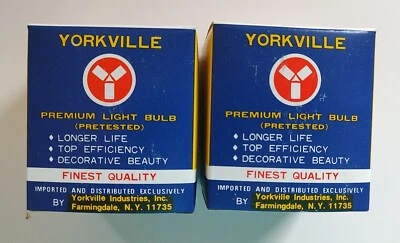 YORKVILLE
PREMIUM LIGHT BULB
(PRETESTED)
♦ LONGER LIFE
♦ TOP EFFICIENCY
♦ DECORATIVE BEAUTY
FINEST QUALITY
IMPORTED AND DISTRIBUTED EXCLUSIVELY
BY Yorkville Industries, Inc.
Farmingdale, N.Y. 11735
YORKVILLE
PREMIUM LIGHT BULB
(PRETESTED)
♦ LONGER LIFE
♦ TOP EFFICIENCY
♦ DECORATIVE BEAUTY
FINEST QUALITY
IMPORTED AND DISTRIBUTED EXCLUSIVELY
BY Yorkville Industries, Inc.
Farmingdale, N.Y. 11735